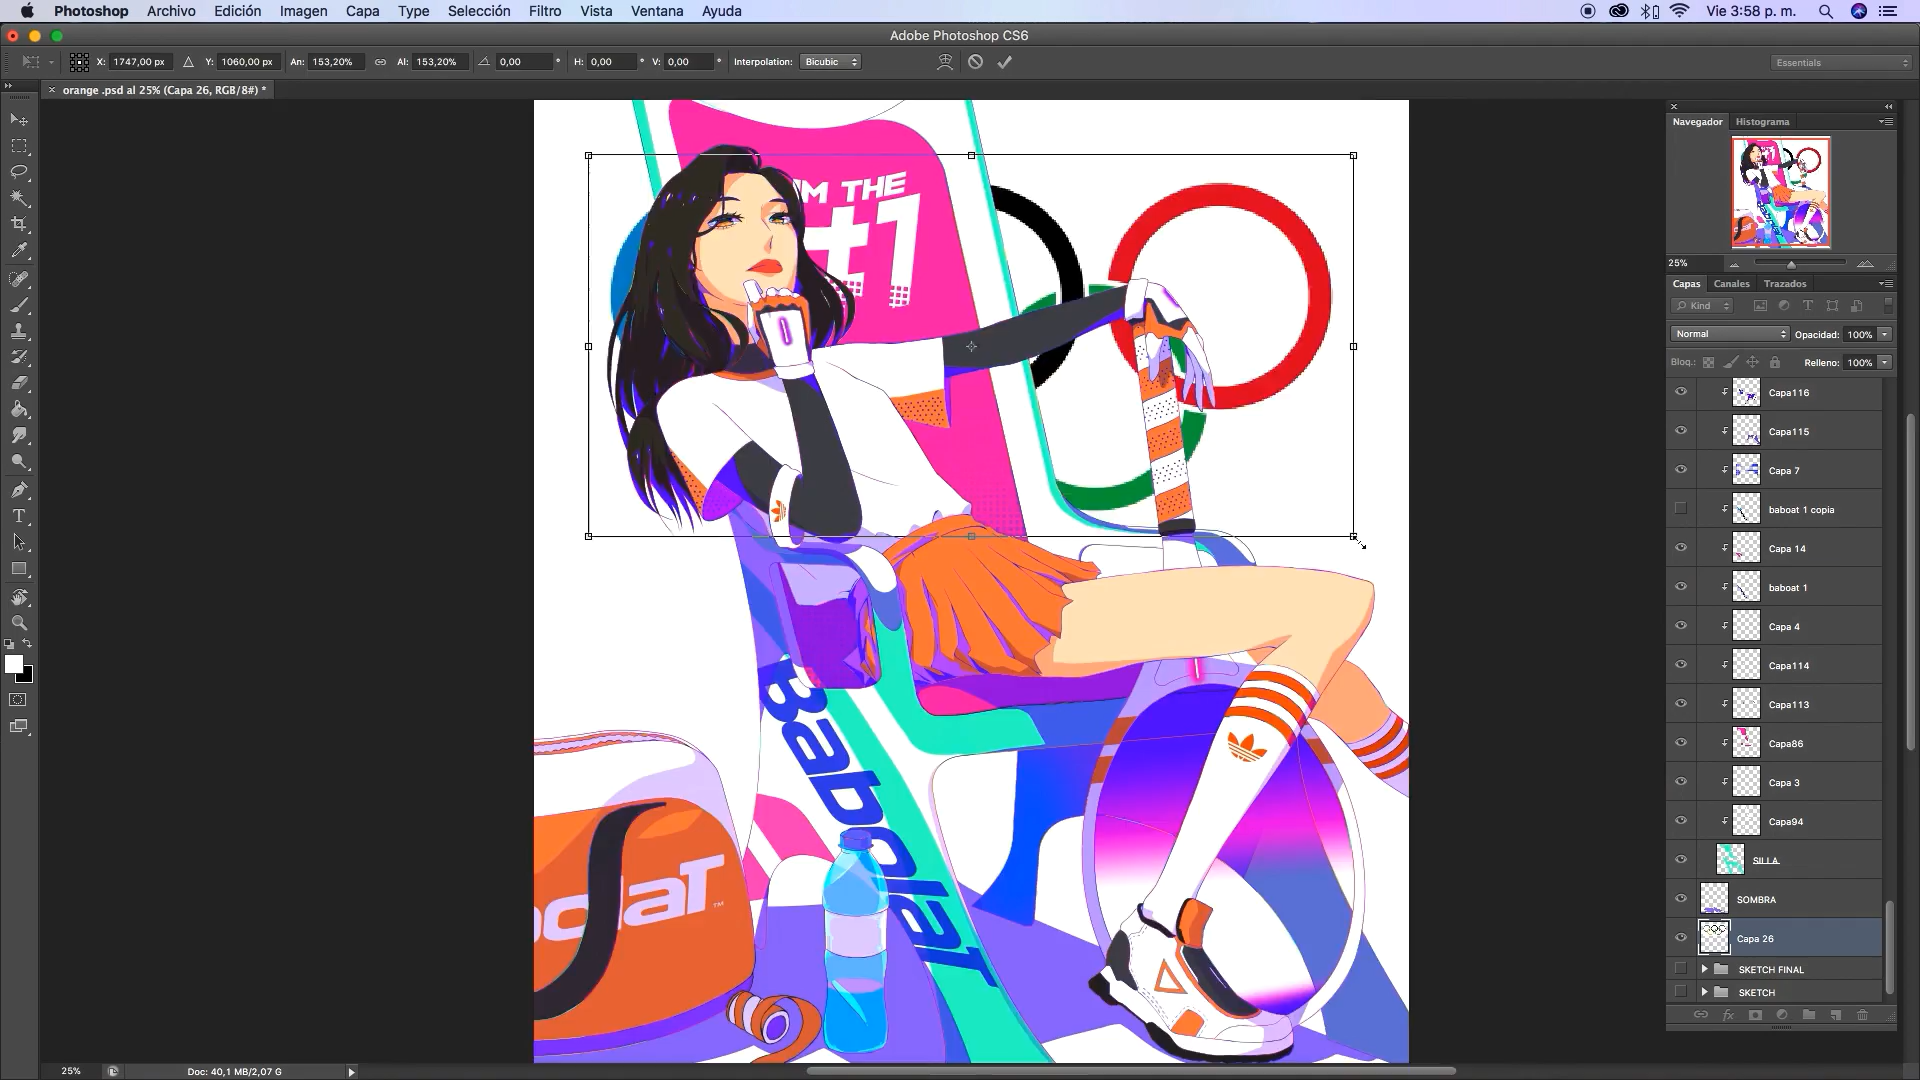 Photoshop Archivo Edición Imagen Capa Type Selección Filtro Vista Ventana Ayuda Vie 3:58 p. m.
Adobe Photoshop CS6
X: 1747,00 px Y: 1060,00 px An: 153,20% Al: 153,20% 0,00 ° H: 0,00 ° V: 0,00 ° Interpolation: Bicubic Essentials
× orange .psd al 25% (Capa 26, RGB/8#) *
Navegador Histograma
25%
Capas Canales Trazados
Kind
Normal Opacidad: 100%
Bloq.: Relleno: 100%
Capa116
Capa115
Capa 7
baboat 1 copia
Capa 14
baboat 1
Capa 4
Capa114
Capa113
Capa86
Capa 3
Capa94
SILLA
SOMBRA
Capa 26
SKETCH FINAL
SKETCH
'M THE
#1
BabolaT
olaT™
25% Doc: 40,1 MB/2,07 G